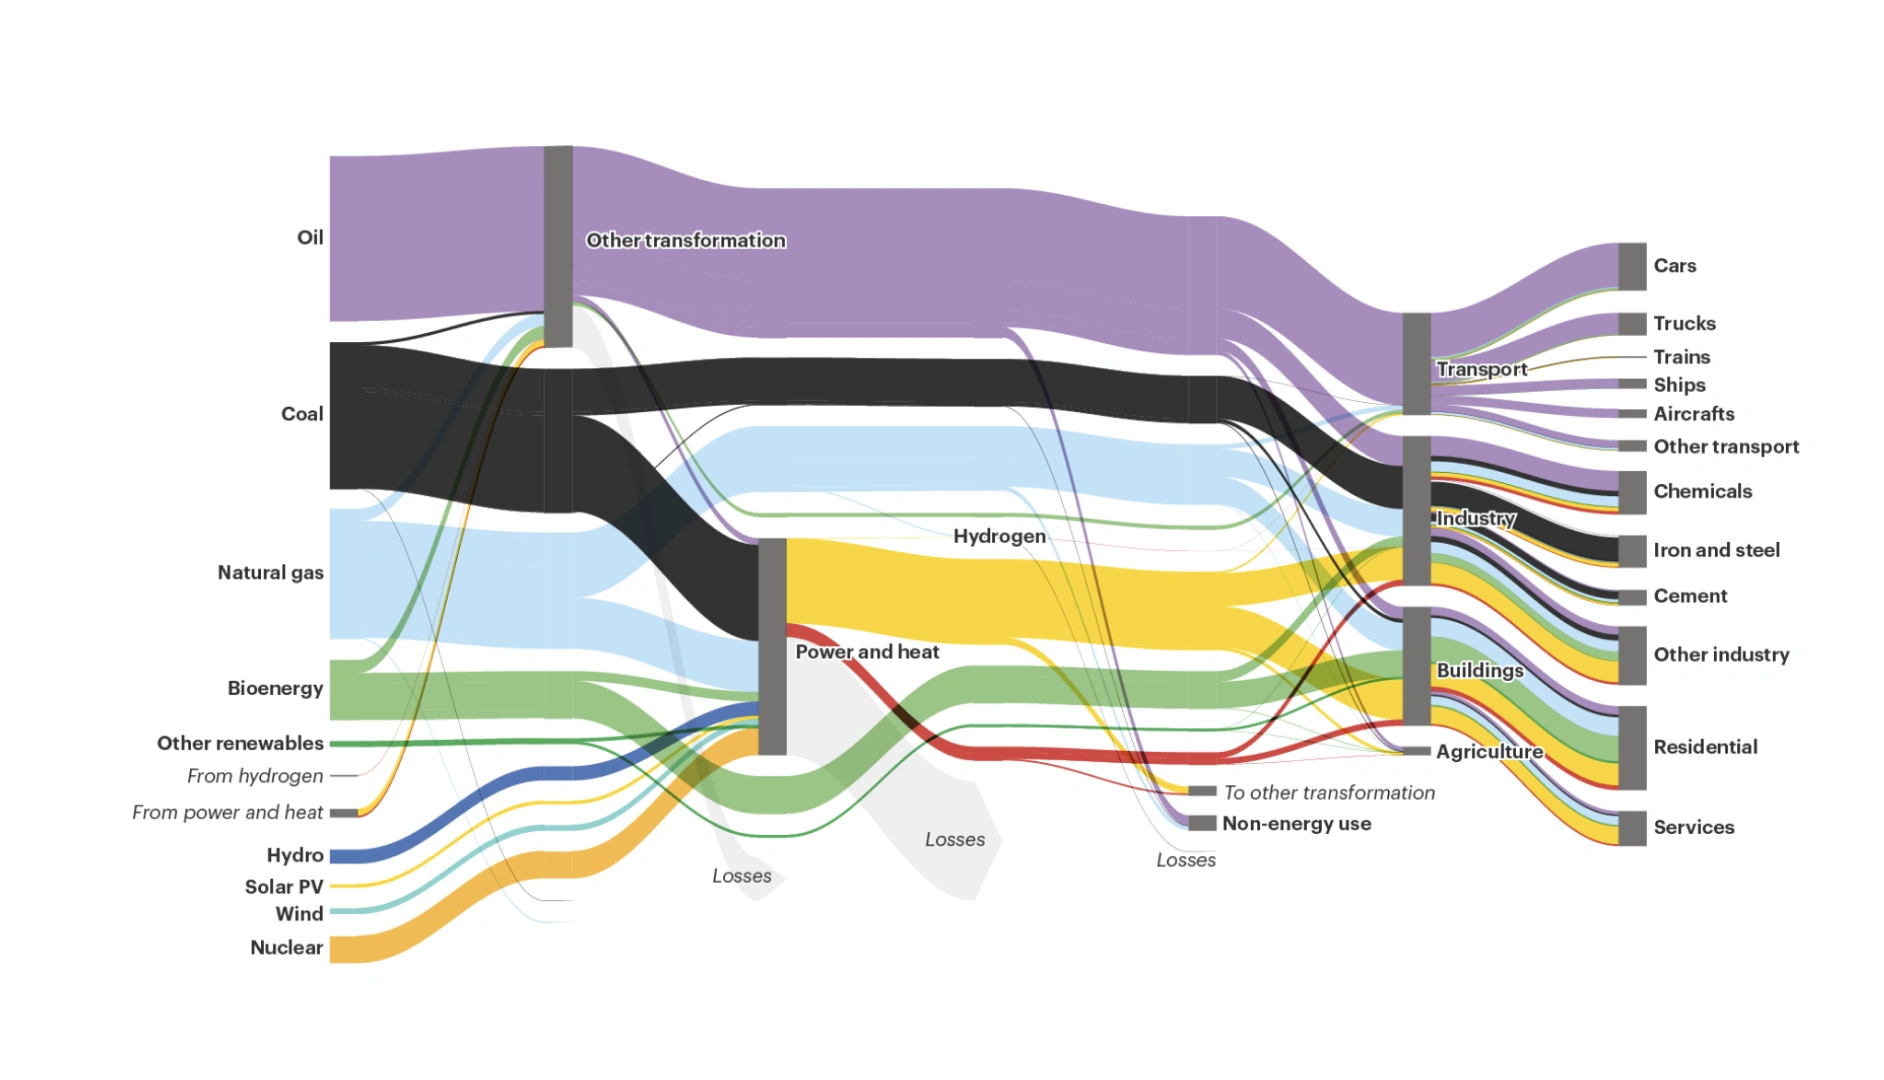 Oil
Coal
Natural gas
Bioenergy
Other renewables
From hydrogen
From power and heat
Hydro
Solar PV
Wind
Nuclear
Other transformation
Power and heat
Losses
Losses
Hydrogen
To other transformation
Non-energy use
Losses
Transport
Industry
Buildings
Agriculture
Cars
Trucks
Trains
Ships
Aircrafts
Other transport
Chemicals
Iron and steel
Cement
Other industry
Residential
Services